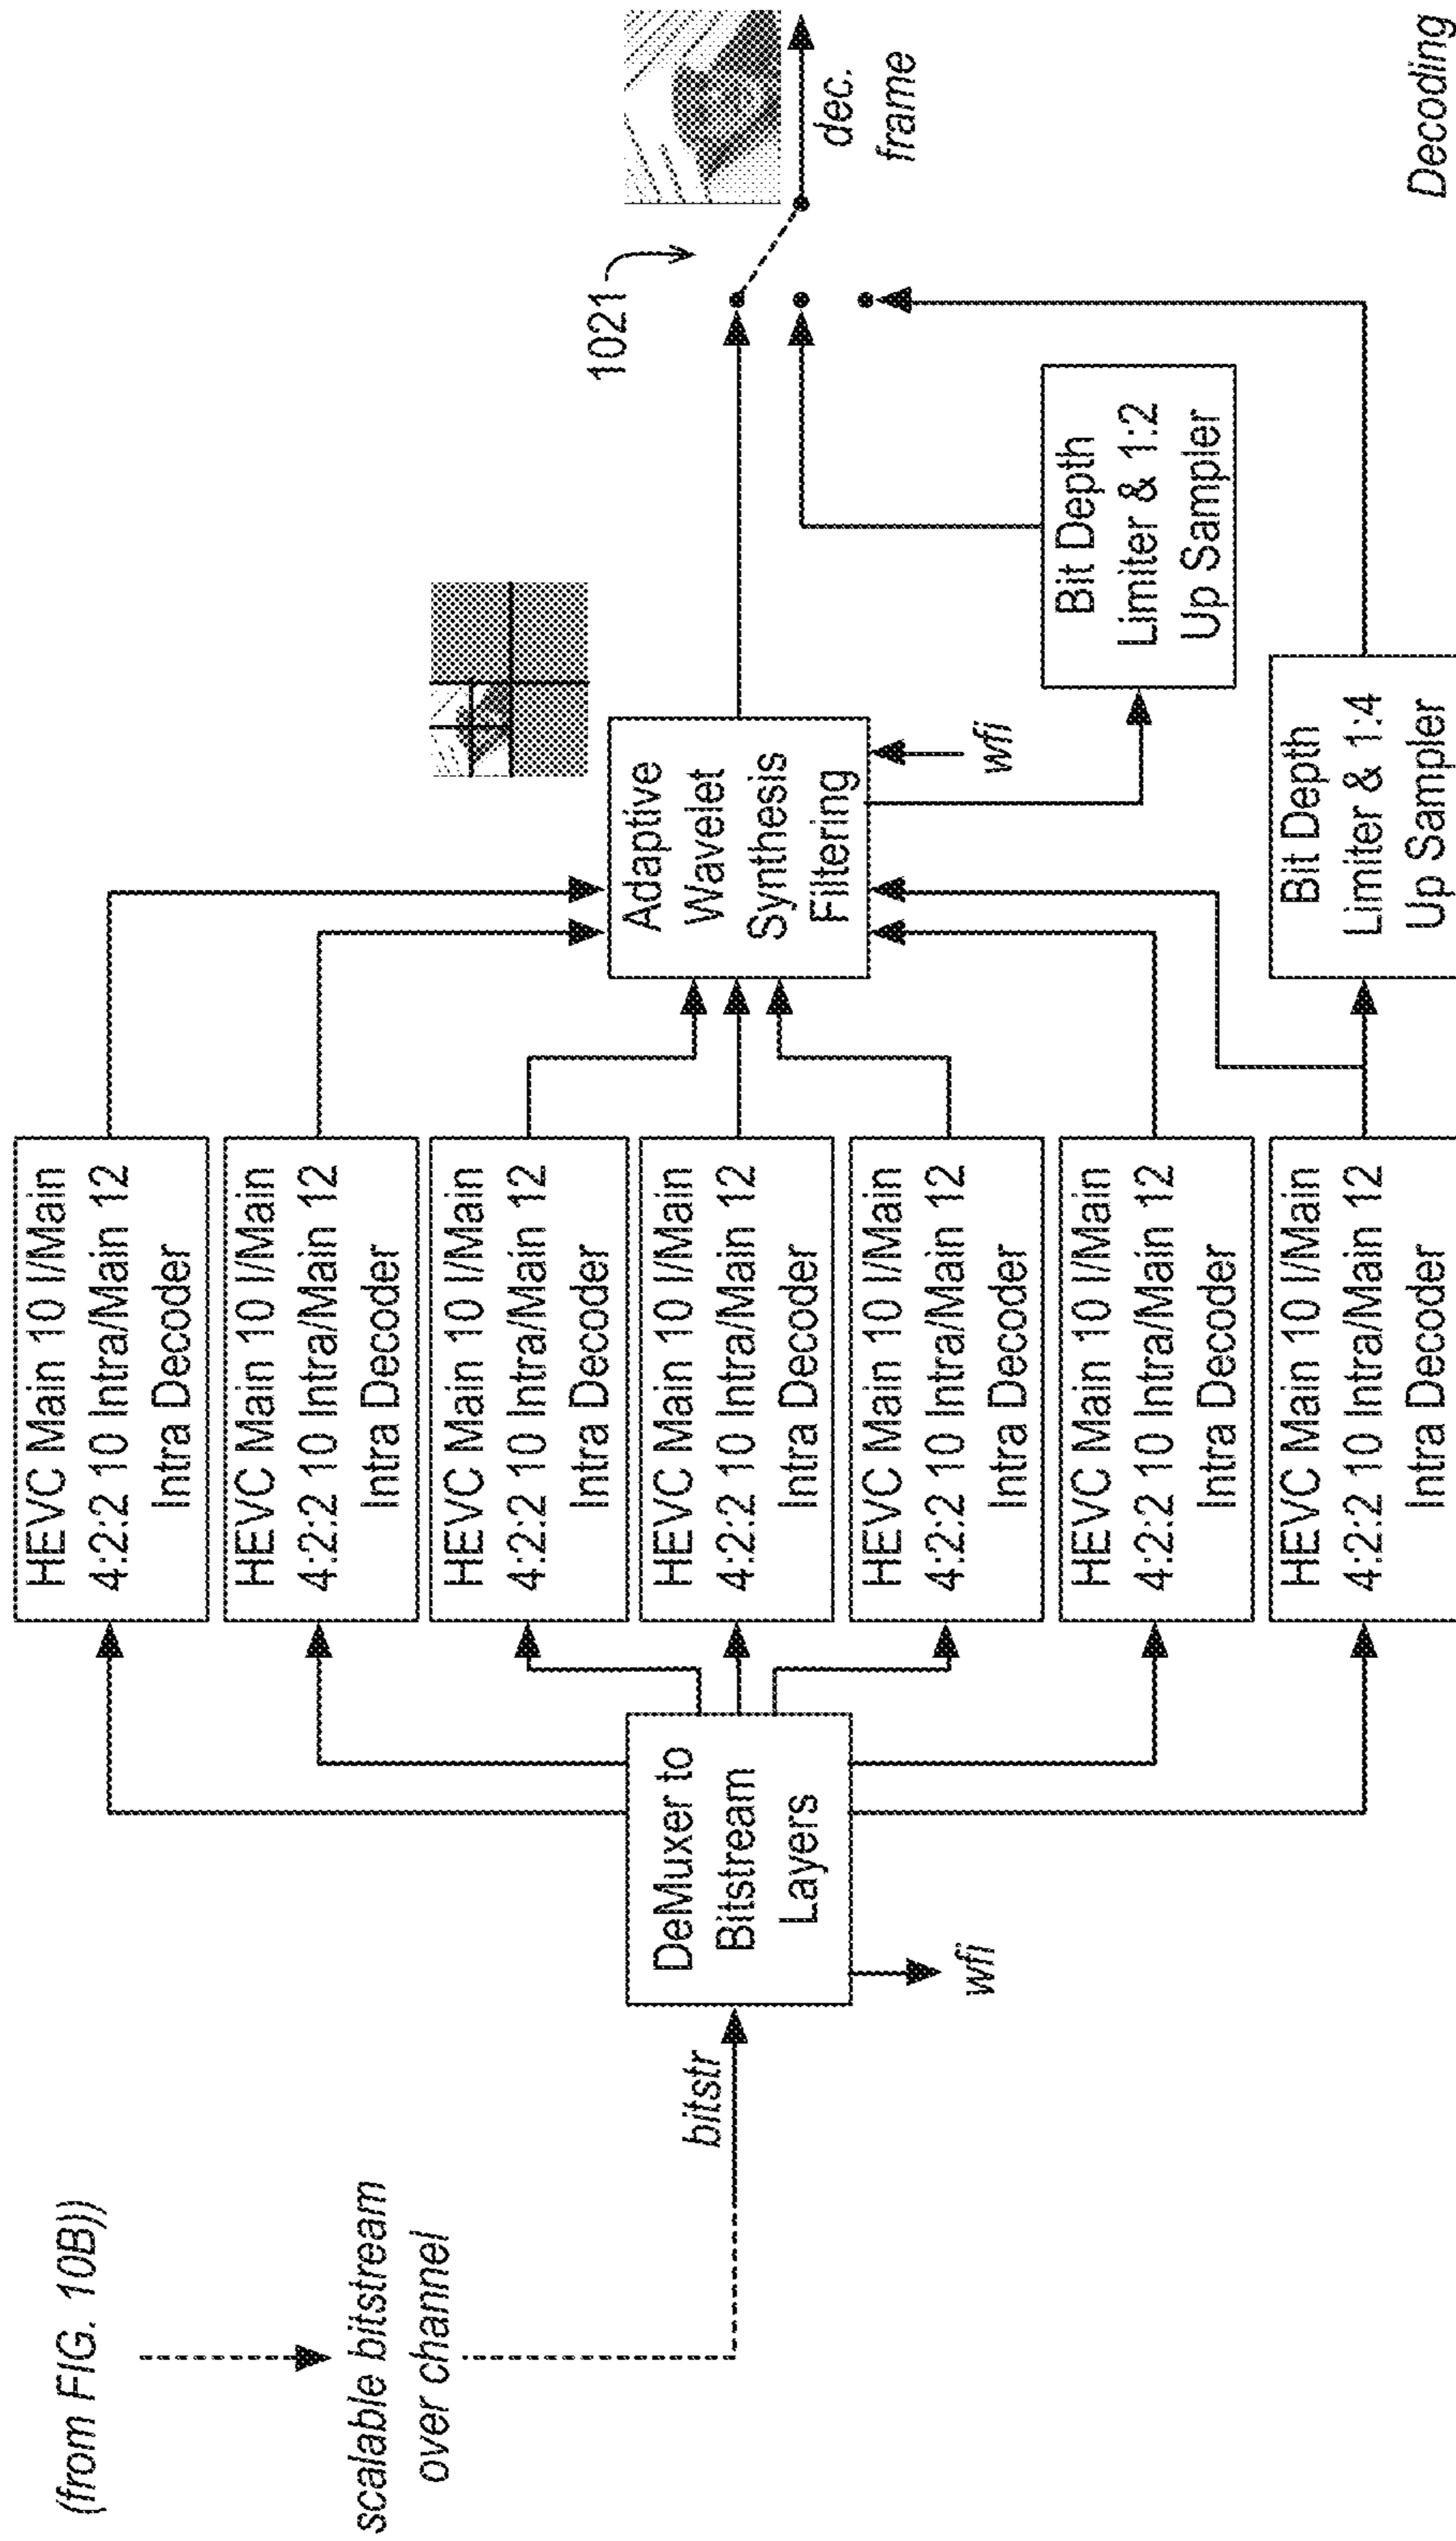 (from FIG. 10B))
scalable bitstream
over channel
bitstr
DeMuxer to
Bitstream
Layers
wfi
HEVC Main 10 I/Main
4:2:2 10 Intra/Main 12
Intra Decoder
HEVC Main 10 I/Main
4:2:2 10 Intra/Main 12
Intra Decoder
HEVC Main 10 I/Main
4:2:2 10 Intra/Main 12
Intra Decoder
HEVC Main 10 I/Main
4:2:2 10 Intra/Main 12
Intra Decoder
HEVC Main 10 I/Main
4:2:2 10 Intra/Main 12
Intra Decoder
HEVC Main 10 I/Main
4:2:2 10 Intra/Main 12
Intra Decoder
HEVC Main 10 I/Main
4:2:2 10 Intra/Main 12
Intra Decoder
Adaptive
Wavelet
Synthesis
Filtering
wfi
Bit Depth
Limiter & 1:2
Up Sampler
Bit Depth
Limiter & 1:4
Up Sampler
1021
dec.
frame
Decoding